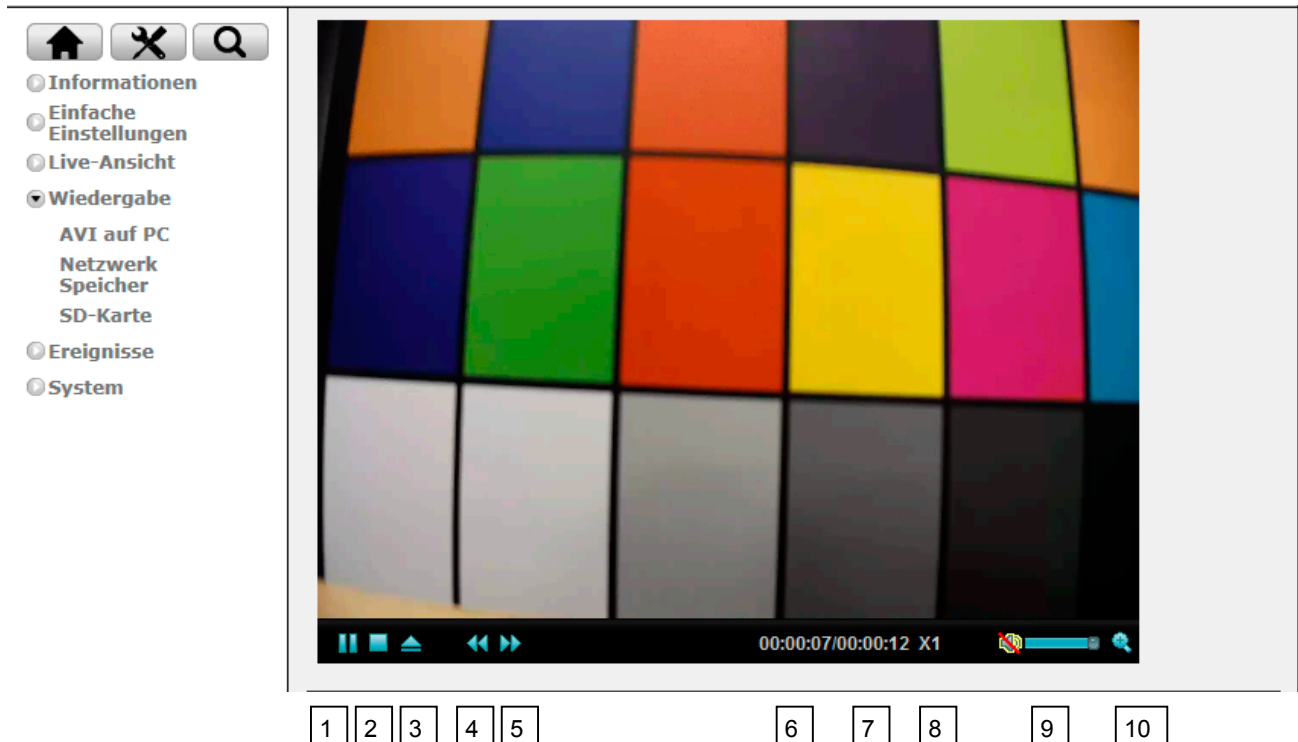 Informationen
Einfache
Einstellungen
Live-Ansicht
Wiedergabe
AVI auf PC
Netzwerk
Speicher
SD-Karte
Ereignisse
System
00:00:07/00:00:12 X1
1 2 3 4 5 6 7 8 9 10